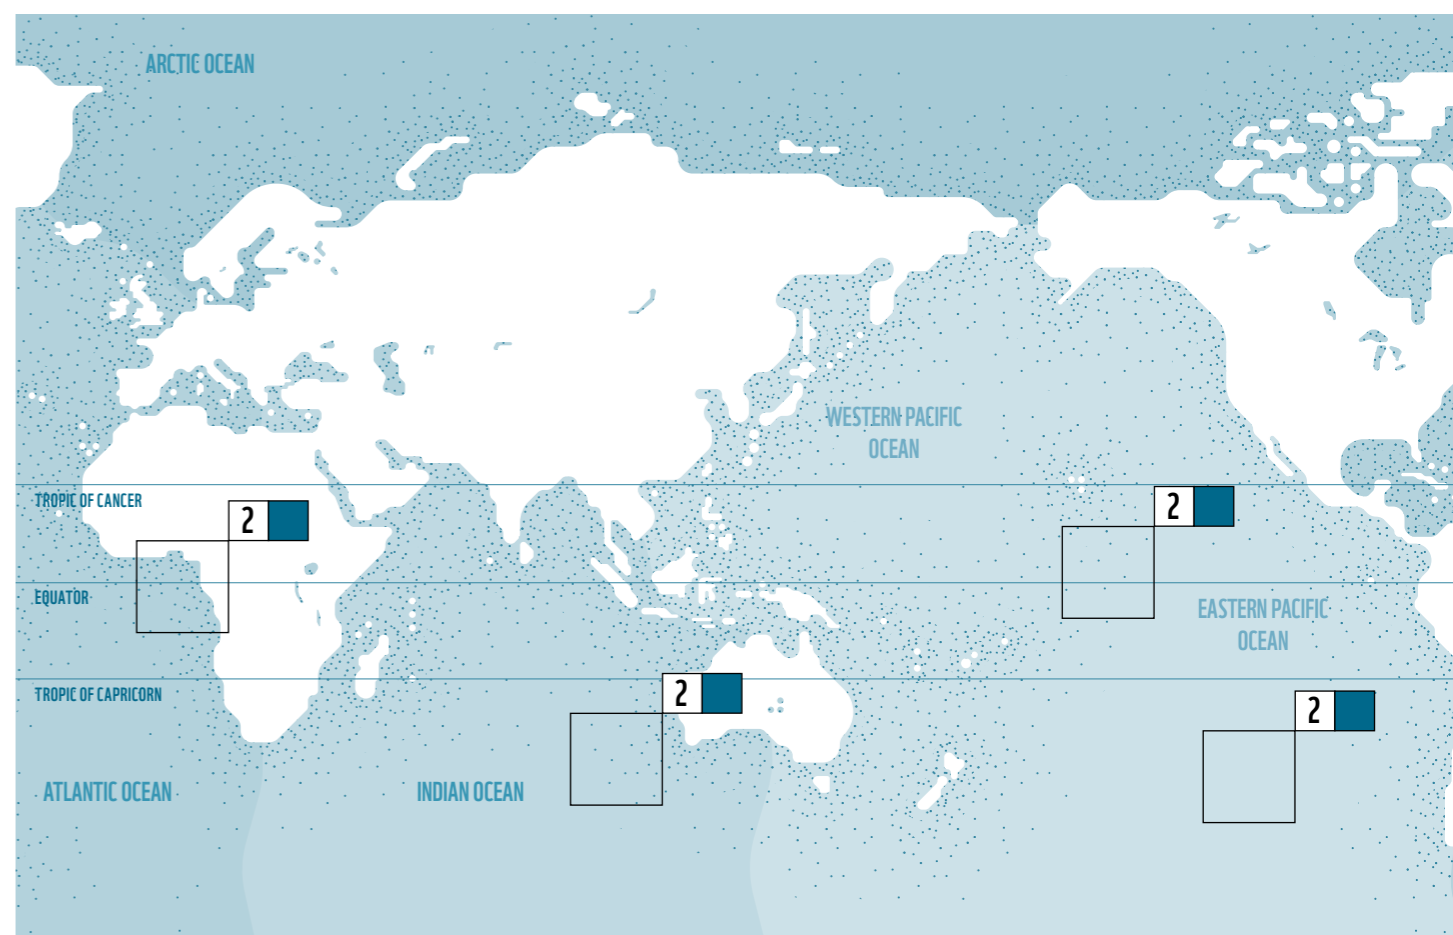 ARCTIC OCEAN
WESTERN PACIFIC
OCEAN
TROPIC OF CANCER
2
2
EQUATOR
EASTERN PACIFIC
OCEAN
TROPIC OF CAPRICORN
2
2
ATLANTIC OCEAN
INDIAN OCEAN